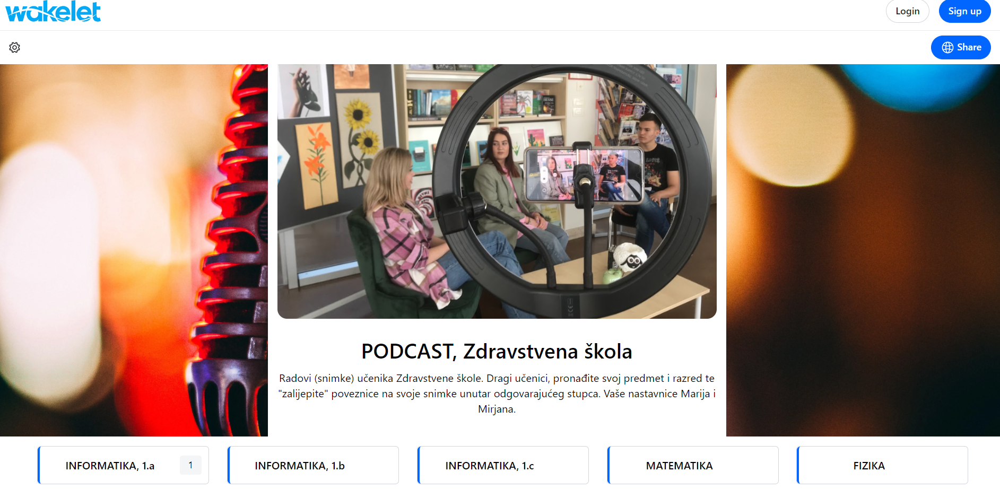 wakelet
Login
Sign up
Share
HESSE
PODCAST, Zdravstvena škola
Radovi (snimke) učenika Zdravstvene škole. Dragi učenici, pronađite svoj predmet i razred te
"zalijepite" poveznice na svoje snimke unutar odgovarajućeg stupca. Vaše nastavnice Marija i
Mirjana.
INFORMATIKA, 1.a
1
INFORMATIKA, 1.b
INFORMATIKA, 1.c
MATEMATIKA
FIZIKA